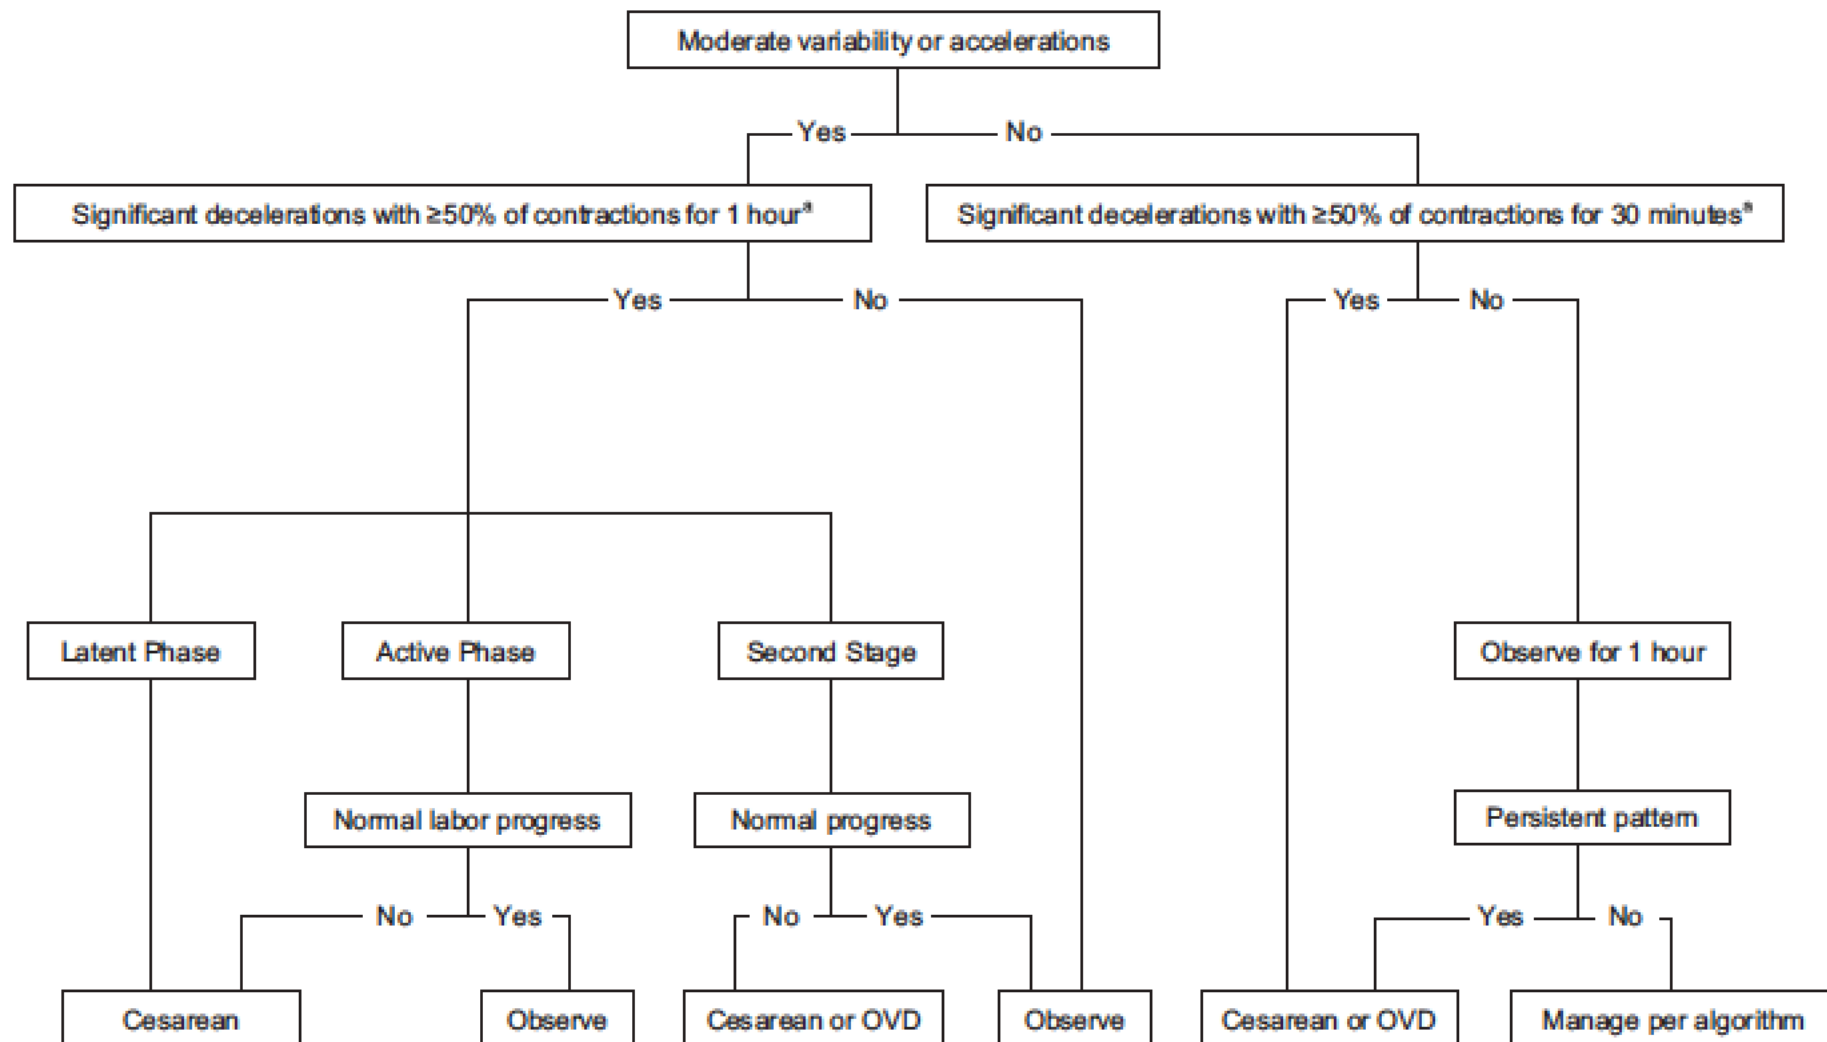 Moderate variability or accelerations
Yes No
Significant decelerations with ≥50% of contractions for 1 hourª
Significant decelerations with ≥50% of contractions for 30 minutesª
Yes No
Yes No
Latent Phase
Active Phase
Second Stage
Observe for 1 hour
Normal labor progress
Normal progress
Persistent pattern
No Yes
No Yes
Yes No
Cesarean
Observe
Cesarean or OVD
Observe
Cesarean or OVD
Manage per algorithm